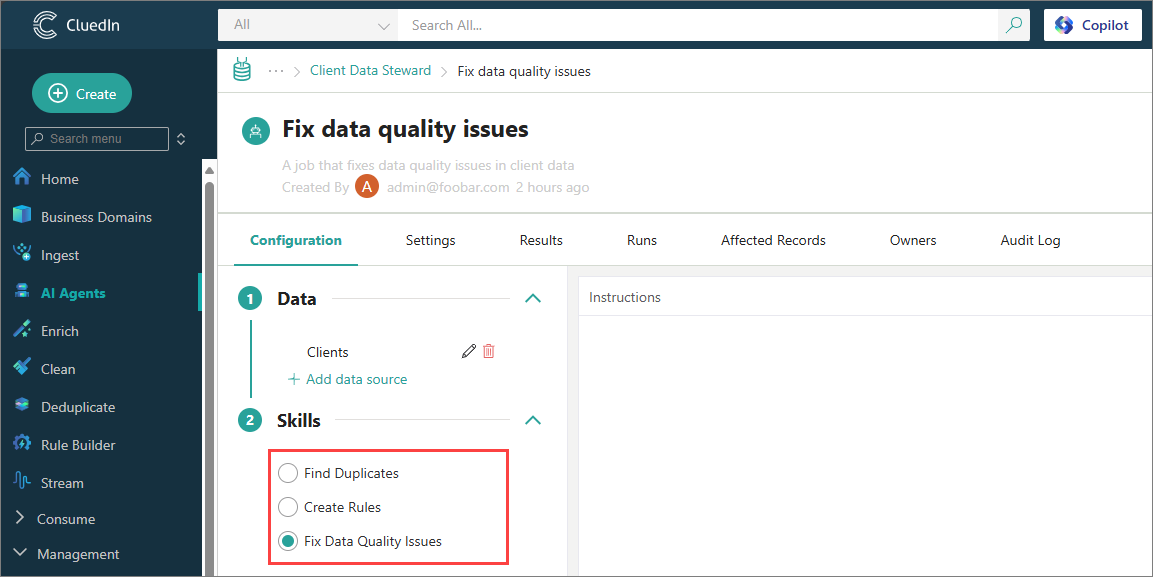 CluedIn
All
Search All...
Copilot
Create
Search menu
Home
Business Domains
Ingest
AI Agents
Enrich
Clean
Deduplicate
Rule Builder
Stream
Consume
Management
... > Client Data Steward > Fix data quality issues
Fix data quality issues
A job that fixes data quality issues in client data
Created By A admin@foobar.com 2 hours ago
Configuration Settings Results Runs Affected Records Owners Audit Log
1 Data
Clients
+ Add data source
2 Skills
Find Duplicates
Create Rules
Fix Data Quality Issues
Instructions